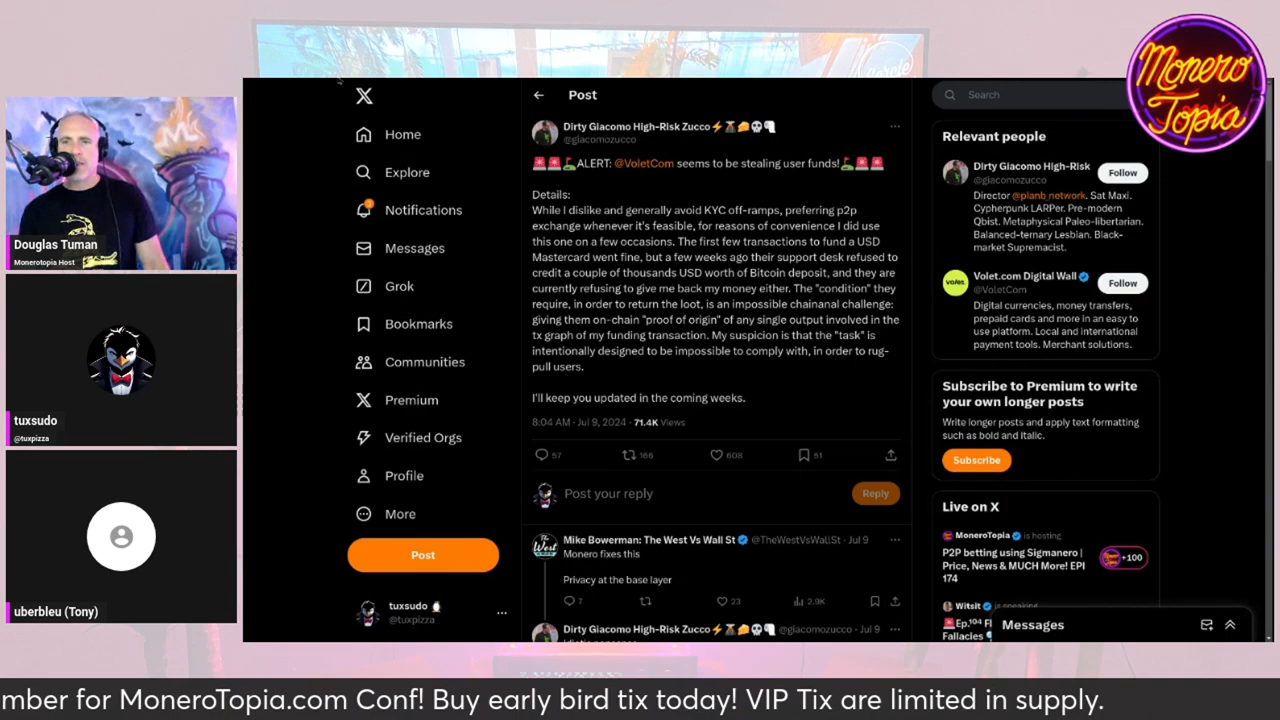 Monero
Topia
Douglas Tuman
Monerotopia Host
tuxsudo
@tuxpizza
uberbleu (Tony)
Home
Explore
Notifications
Messages
Grok
Bookmarks
Communities
Premium
Verified Orgs
Profile
More
Post
tuxsudo
@tuxpizza
Post
Dirty Giacomo High-Risk Zucco⚡
@giacomozucco
🚨🚨⛳ALERT: @VoletCom seems to be stealing user funds!⛳🚨🚨
Details:
While I dislike and generally avoid KYC off-ramps, preferring p2p
exchange whenever it's feasible, for reasons of convenience I did use
this one on a few occasions. The first few transactions to fund a USD
Mastercard went fine, but a few weeks ago their support desk refused to
credit a couple of thousands USD worth of Bitcoin deposit, and they are
currently refusing to give me back my money either. The "condition" they
require, in order to return the loot, is an impossible chainanal challenge:
giving them on-chain "proof of origin" of any single output involved in the
tx graph of my funding transaction. My suspicion is that the "task" is
intentionally designed to be impossible to comply with, in order to rug-
pull users.
I'll keep you updated in the coming weeks.
8:04 AM · Jul 9, 2024 · 71.4K Views
57 166 608 51
Post your reply
Reply
Mike Bowerman: The West Vs Wall St @TheWestVsWallSt · Jul 9
Monero fixes this
Privacy at the base layer
7 23 2.9K
Dirty Giacomo High-Risk Zucco⚡ @giacomozucco · Jul 9
Search
Relevant people
Dirty Giacomo High-Risk
@giacomozucco
Follow
Director @planb_network. Sat Maxi.
Cypherpunk LARPer. Pre-modern
Qbist. Metaphysical Paleo-libertarian.
Balanced-ternary Lesbian. Black-
market Supremacist.
Volet.com Digital Wall
@VoletCom
Follow
Digital currencies, money transfers,
prepaid cards and more in an easy to
use platform. Local and international
payment tools. Merchant solutions.
Subscribe to Premium to write
your own longer posts
Write longer posts and apply text formatting
such as bold and italic.
Subscribe
Live on X
MoneroTopia is hosting
P2P betting using Sigmanero |
Price, News & MUCH More! EPI
174
+100
Witsit is speaking
🚨Ep.104 Fl
Fallacies
Messages
mber for MoneroTopia.com Conf! Buy early bird tix today! VIP Tix are limited in supply.